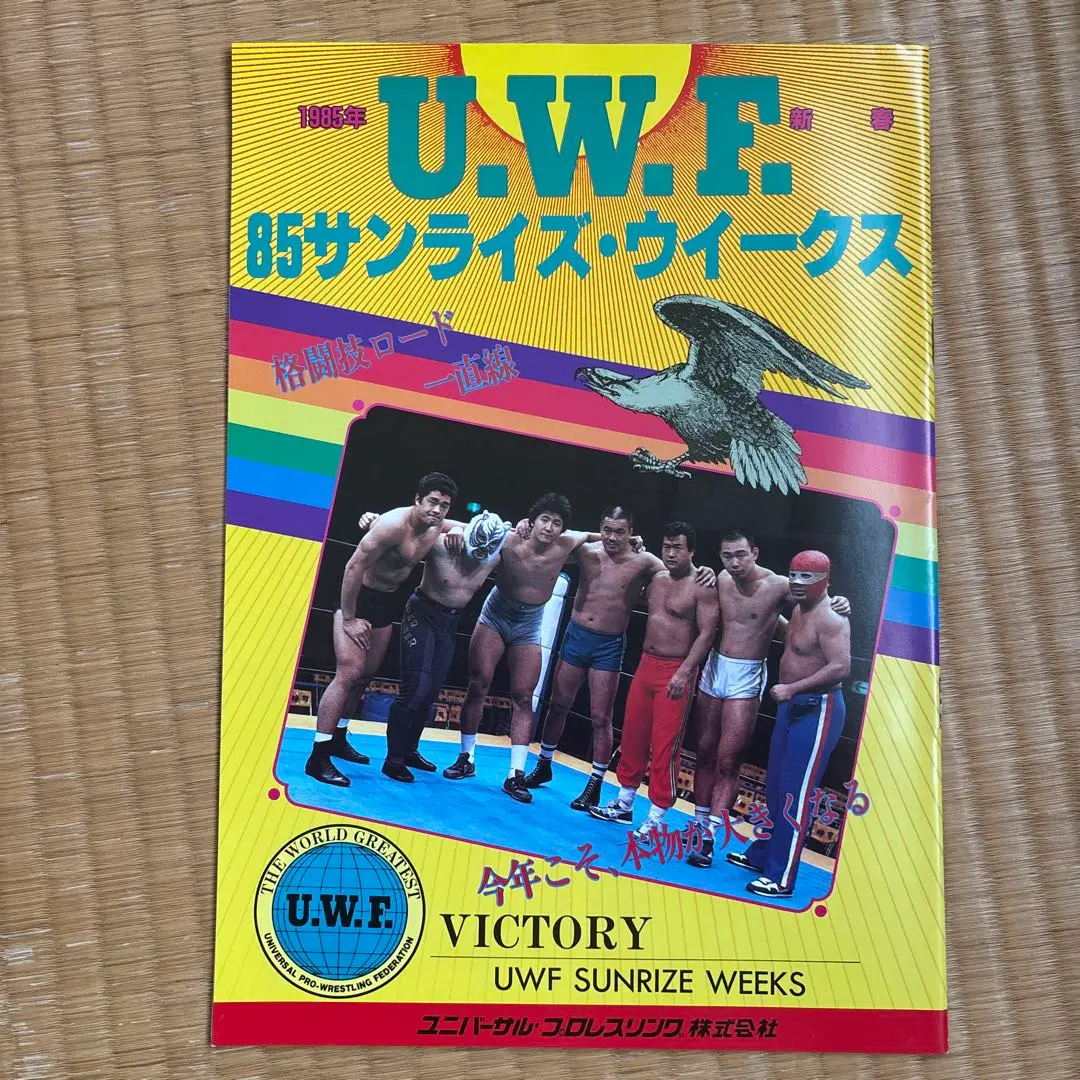 1985年 新春
U.W.F.
85サンライズ・ウイークス
格闘技ロード
一直線
今年こそ、本物が大きくなる
THE WORLD GREATEST
U.W.F.
UNIVERSAL PRO-WRESTLING FEDERATION
VICTORY
UWF SUNRIZE WEEKS
ユニバーサル・プロレスリング株式会社